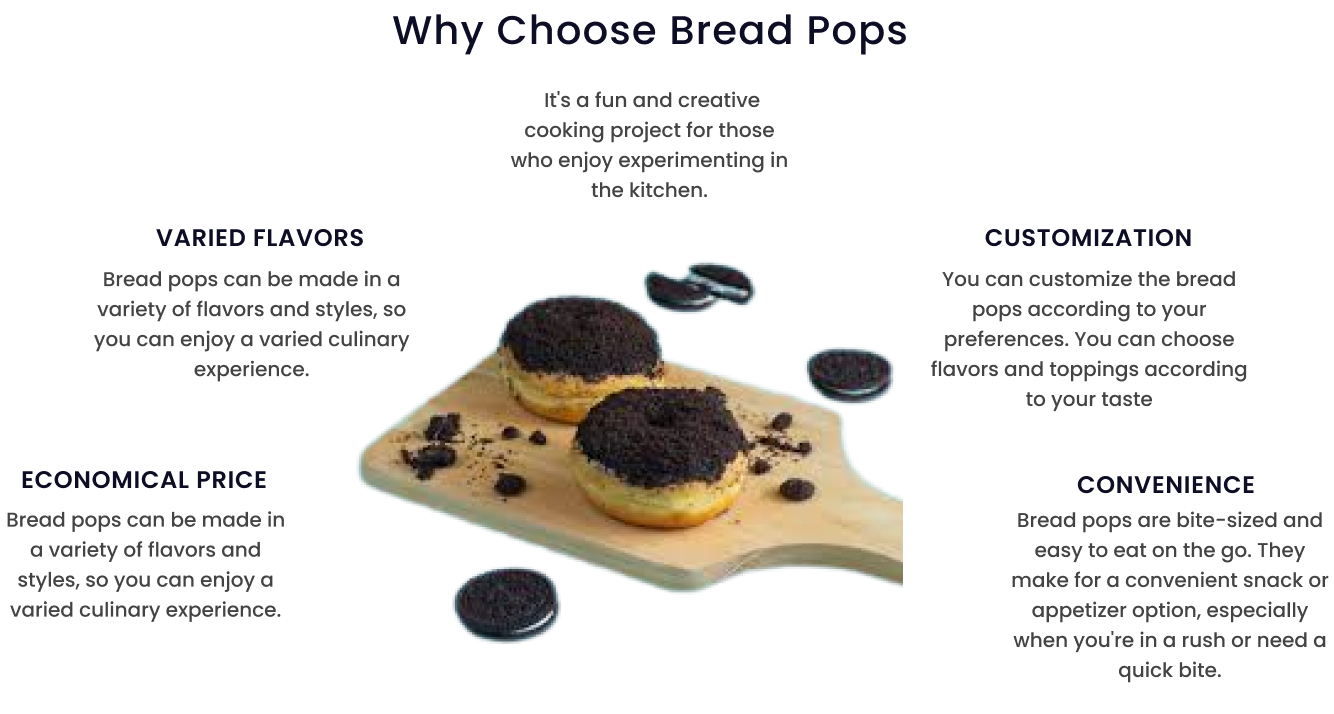 Why Choose Bread Pops
It's a fun and creative
cooking project for those
who enjoy experimenting in
the kitchen.
VARIED FLAVORS
Bread pops can be made in a
variety of flavors and styles, so
you can enjoy a varied culinary
experience.
CUSTOMIZATION
You can customize the bread
pops according to your
preferences. You can choose
flavors and toppings according
to your taste
ECONOMICAL PRICE
Bread pops can be made in
a variety of flavors and
styles, so you can enjoy a
varied culinary experience.
CONVENIENCE
Bread pops are bite-sized and
easy to eat on the go. They
make for a convenient snack or
appetizer option, especially
when you're in a rush or need a
quick bite.